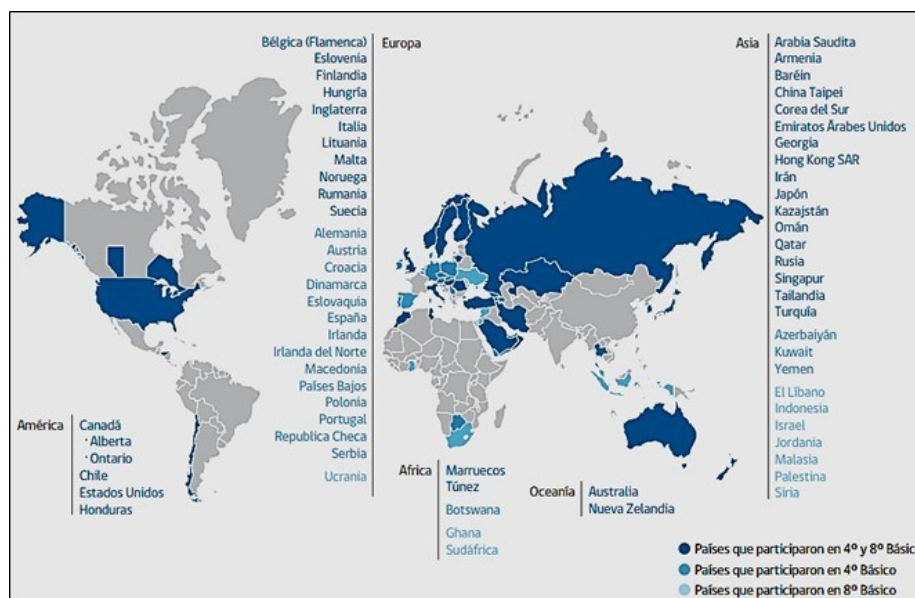 Europa
Bélgica (Flamenca)
Eslovenia
Finlandia
Hungría
Inglaterra
Italia
Lituania
Malta
Noruega
Rumanía
Suecia
Alemania
Austria
Croacia
Dinamarca
Eslovaquia
España
Irlanda
Irlanda del Norte
Macedonia
Países Bajos
Polonia
Portugal
Republica Checa
Serbia
Ucrania
Asia
Arabia Saudita
Armenia
Baréin
China Taipei
Corea del Sur
Emiratos Árabes Unidos
Georgia
Hong Kong SAR
Irán
Japón
Kazajstán
Omán
Qatar
Rusia
Singapur
Tailandia
Turquía
Azerbaiyán
Kuwait
Yemen
El Líbano
Indonesia
Israel
Jordania
Malasia
Palestina
Siria
América
Canadá
· Alberta
· Ontario
Chile
Estados Unidos
Honduras
Africa
Marruecos
Túnez
Botswana
Ghana
Sudáfrica
Oceanía
Australia
Nueva Zelandia
Países que participaron en 4º y 8º Básico
Países que participaron en 4º Básico
Países que participaron en 8º Básico